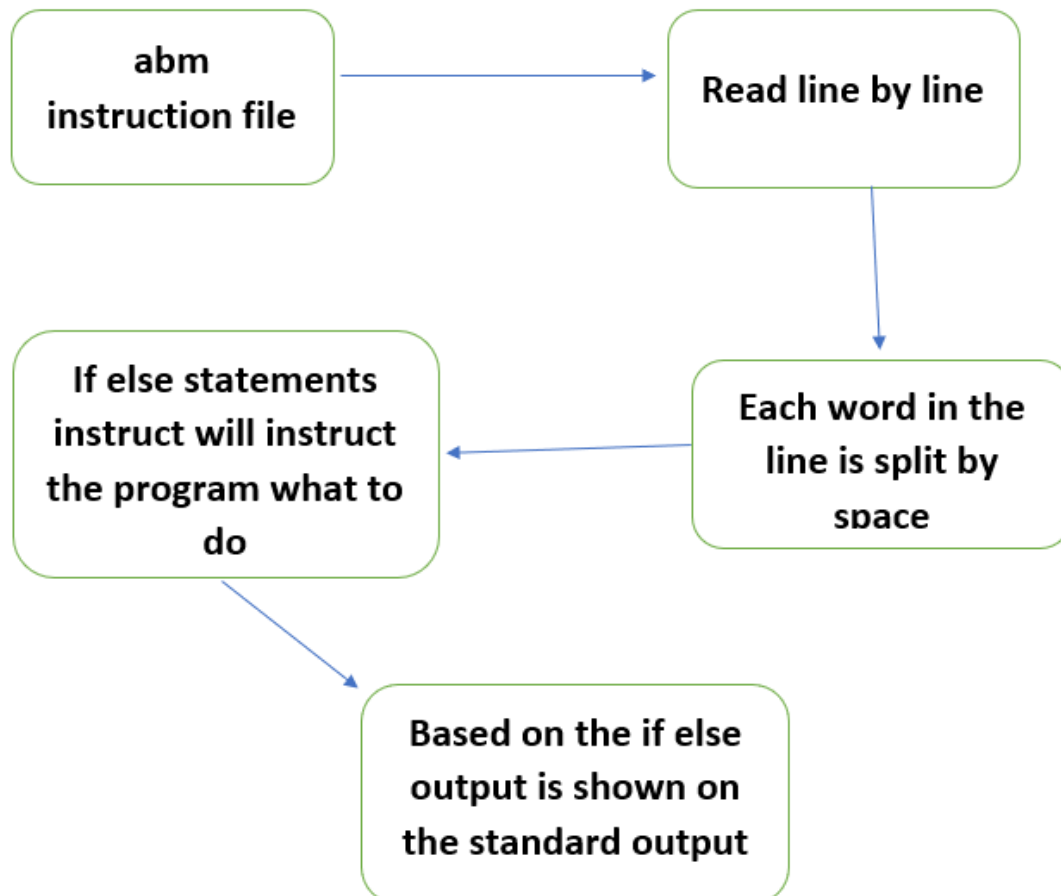 abm
instruction file
Read line by line
Each word in the
line is split by
space
If else statements
instruct will instruct
the program what to
do
Based on the if else
output is shown on
the standard output